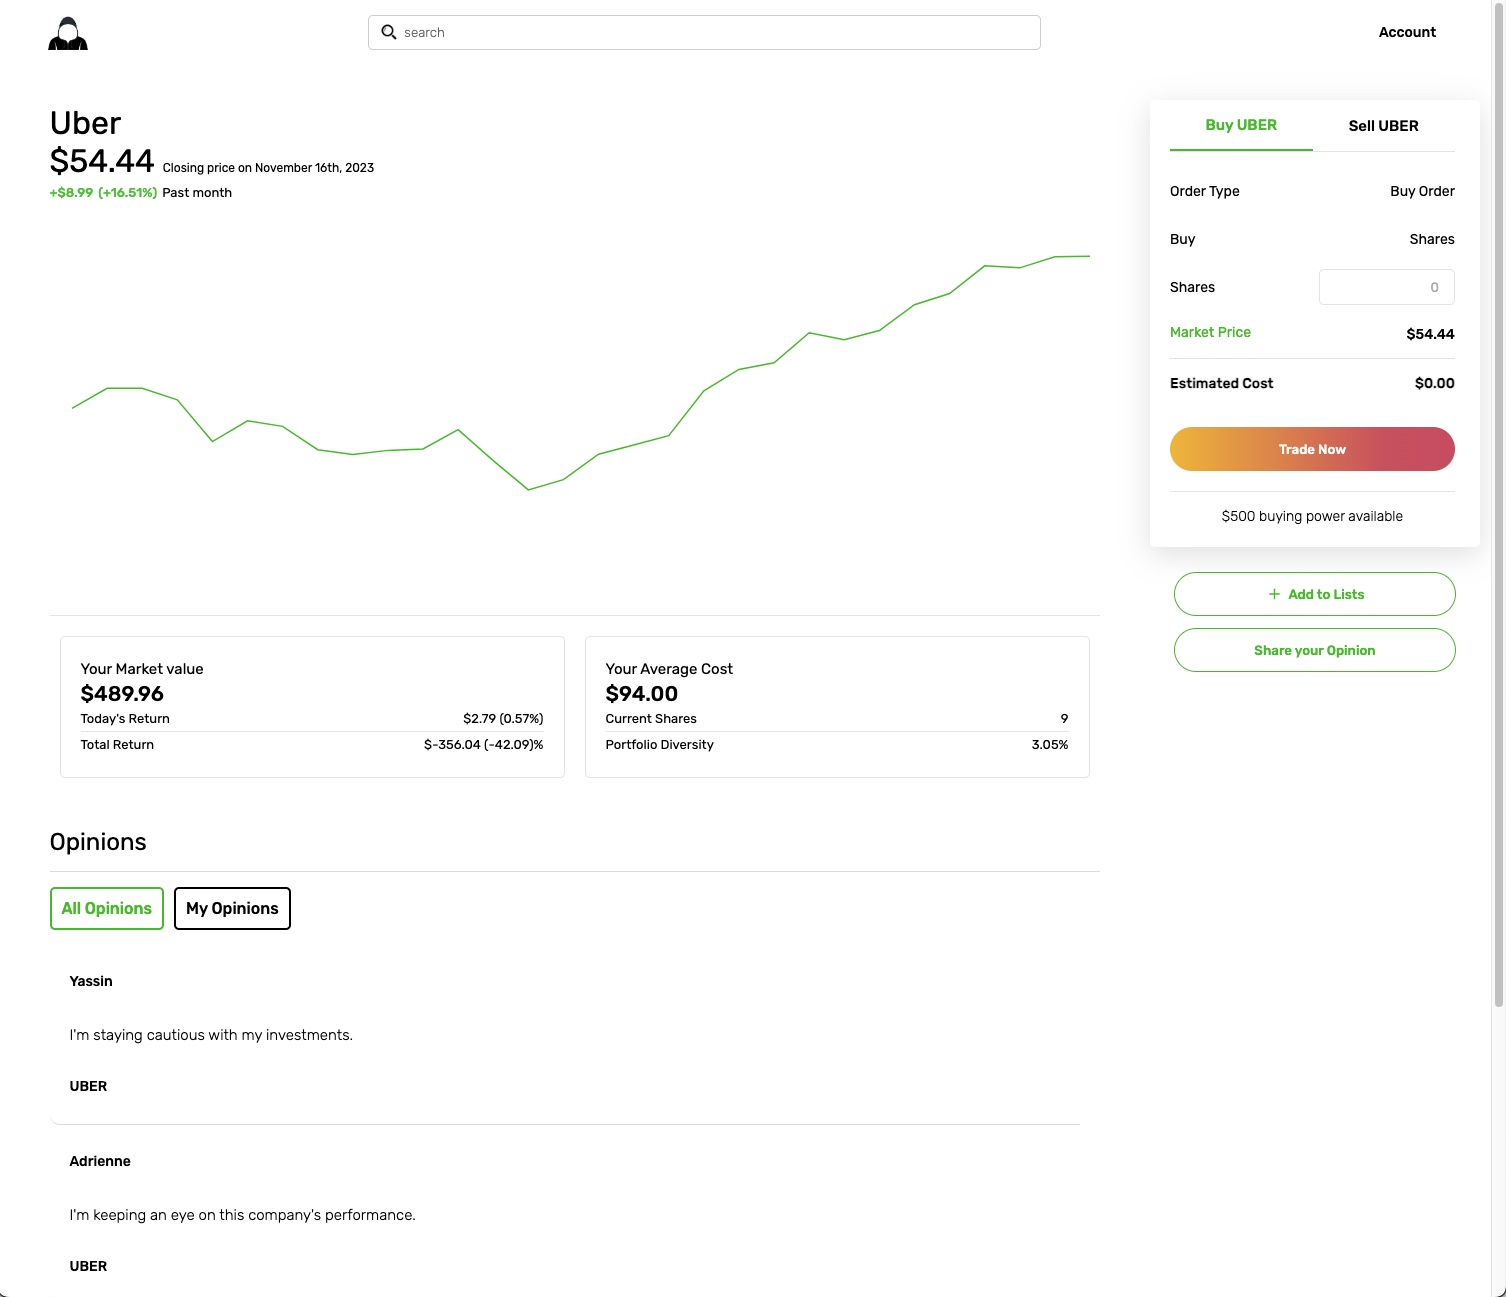 search
Account
Uber
$54.44 Closing price on November 16th, 2023
+$8.99 (+16.51%) Past month
Buy UBER
Sell UBER
Order Type
Buy Order
Buy
Shares
Shares
0
Market Price
$54.44
Estimated Cost
$0.00
Trade Now
$500 buying power available
+ Add to Lists
Share your Opinion
Your Market value
$489.96
Today's Return
$2.79 (0.57%)
Total Return
$-356.04 (-42.09)%
Your Average Cost
$94.00
Current Shares
9
Portfolio Diversity
3.05%
Opinions
All Opinions
My Opinions
Yassin
I'm staying cautious with my investments.
UBER
Adrienne
I'm keeping an eye on this company's performance.
UBER